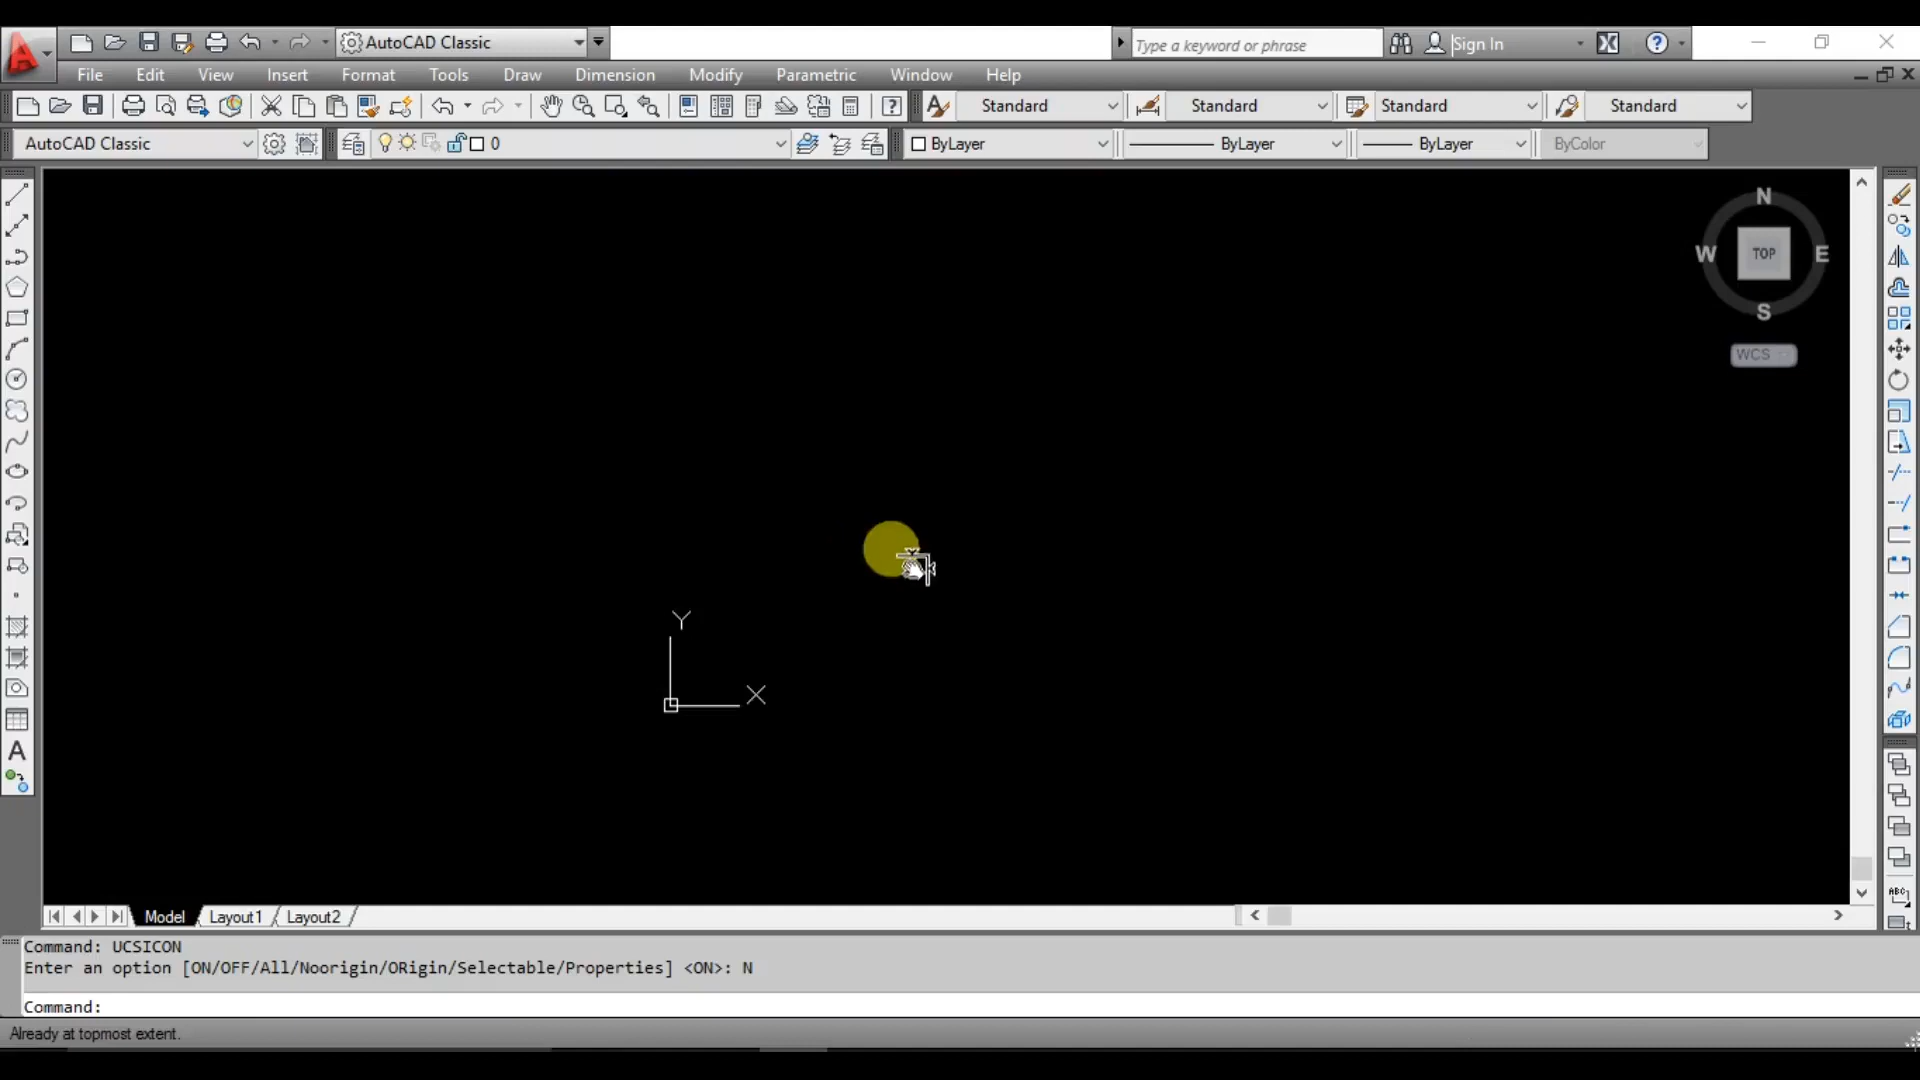 AutoCAD Classic
Type a keyword or phrase
Sign In
File Edit View Insert Format Tools Draw Dimension Modify Parametric Window Help
Standard Standard Standard Standard
AutoCAD Classic 0 ByLayer ByLayer ByLayer ByColor
N
W TOP E
S
WCS
Y
X
Model Layout1 Layout2
Command: UCSICON
Enter an option [ON/OFF/All/Noorigin/ORigin/Selectable/Properties] <ON>: N
Command:
Already at topmost extent.